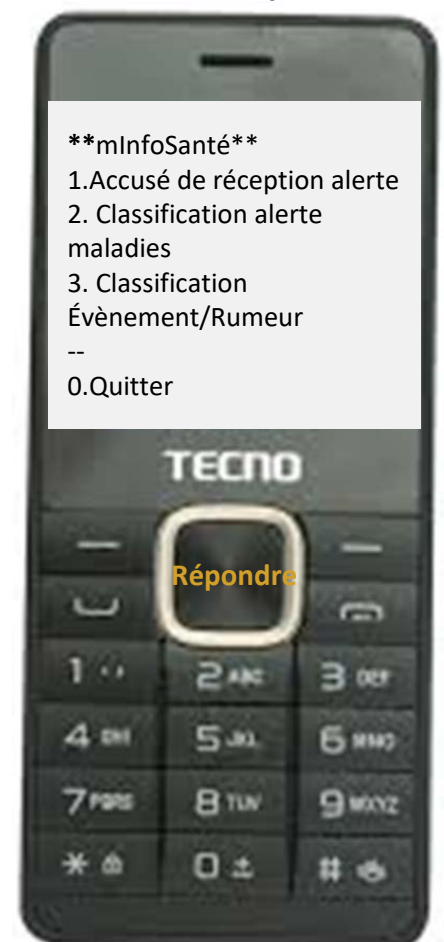 **mInfoSanté**
1.Accusé de réception alerte
2. Classification alerte
maladies
3. Classification
Évènement/Rumeur
--
0.Quitter
TECNO
Répondre
1
2 ABC 3 DEF
4 GHI 5 JKL 6 MNO
7 PQRS 8 TUV 9 WXYZ
* 0 #